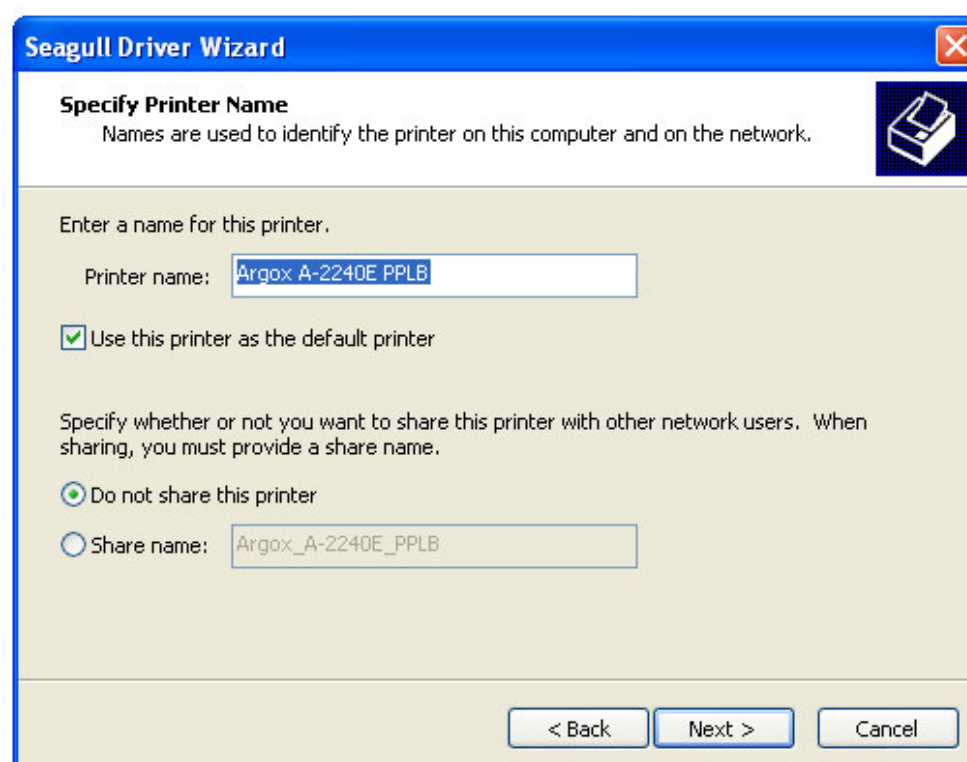 Seagull Driver Wizard
Specify Printer Name
Names are used to identify the printer on this computer and on the network.
Enter a name for this printer.
Printer name: Argox A-2240E PPLB
Use this printer as the default printer
Specify whether or not you want to share this printer with other network users. When
sharing, you must provide a share name.
Do not share this printer
Share name: Argox_A-2240E_PPLB
< Back Next > Cancel